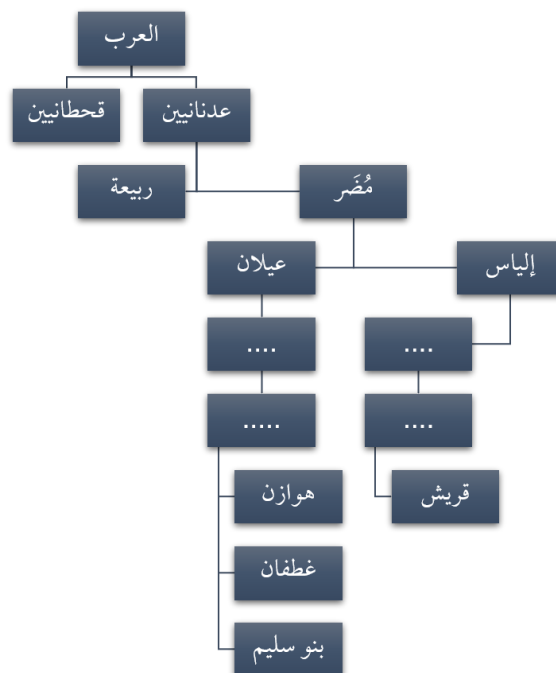 العرب
عدنانيين
قحطانيين
مُضَر
ربيعة
إلياس
عيلان
....
....
....
.....
قريش
هوازن
غطفان
بنو سليم